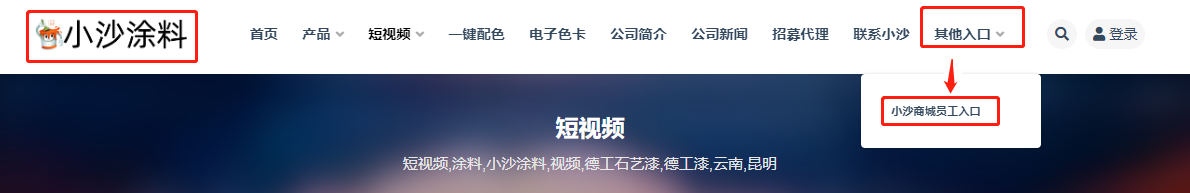 小沙涂料
首页 产品 短视频 一键配色 电子色卡 公司简介 公司新闻 招募代理 联系小沙 其他入口 登录
小沙商城员工入口
短视频
短视频,涂料,小沙涂料,视频,德工石艺漆,德工漆,云南,昆明